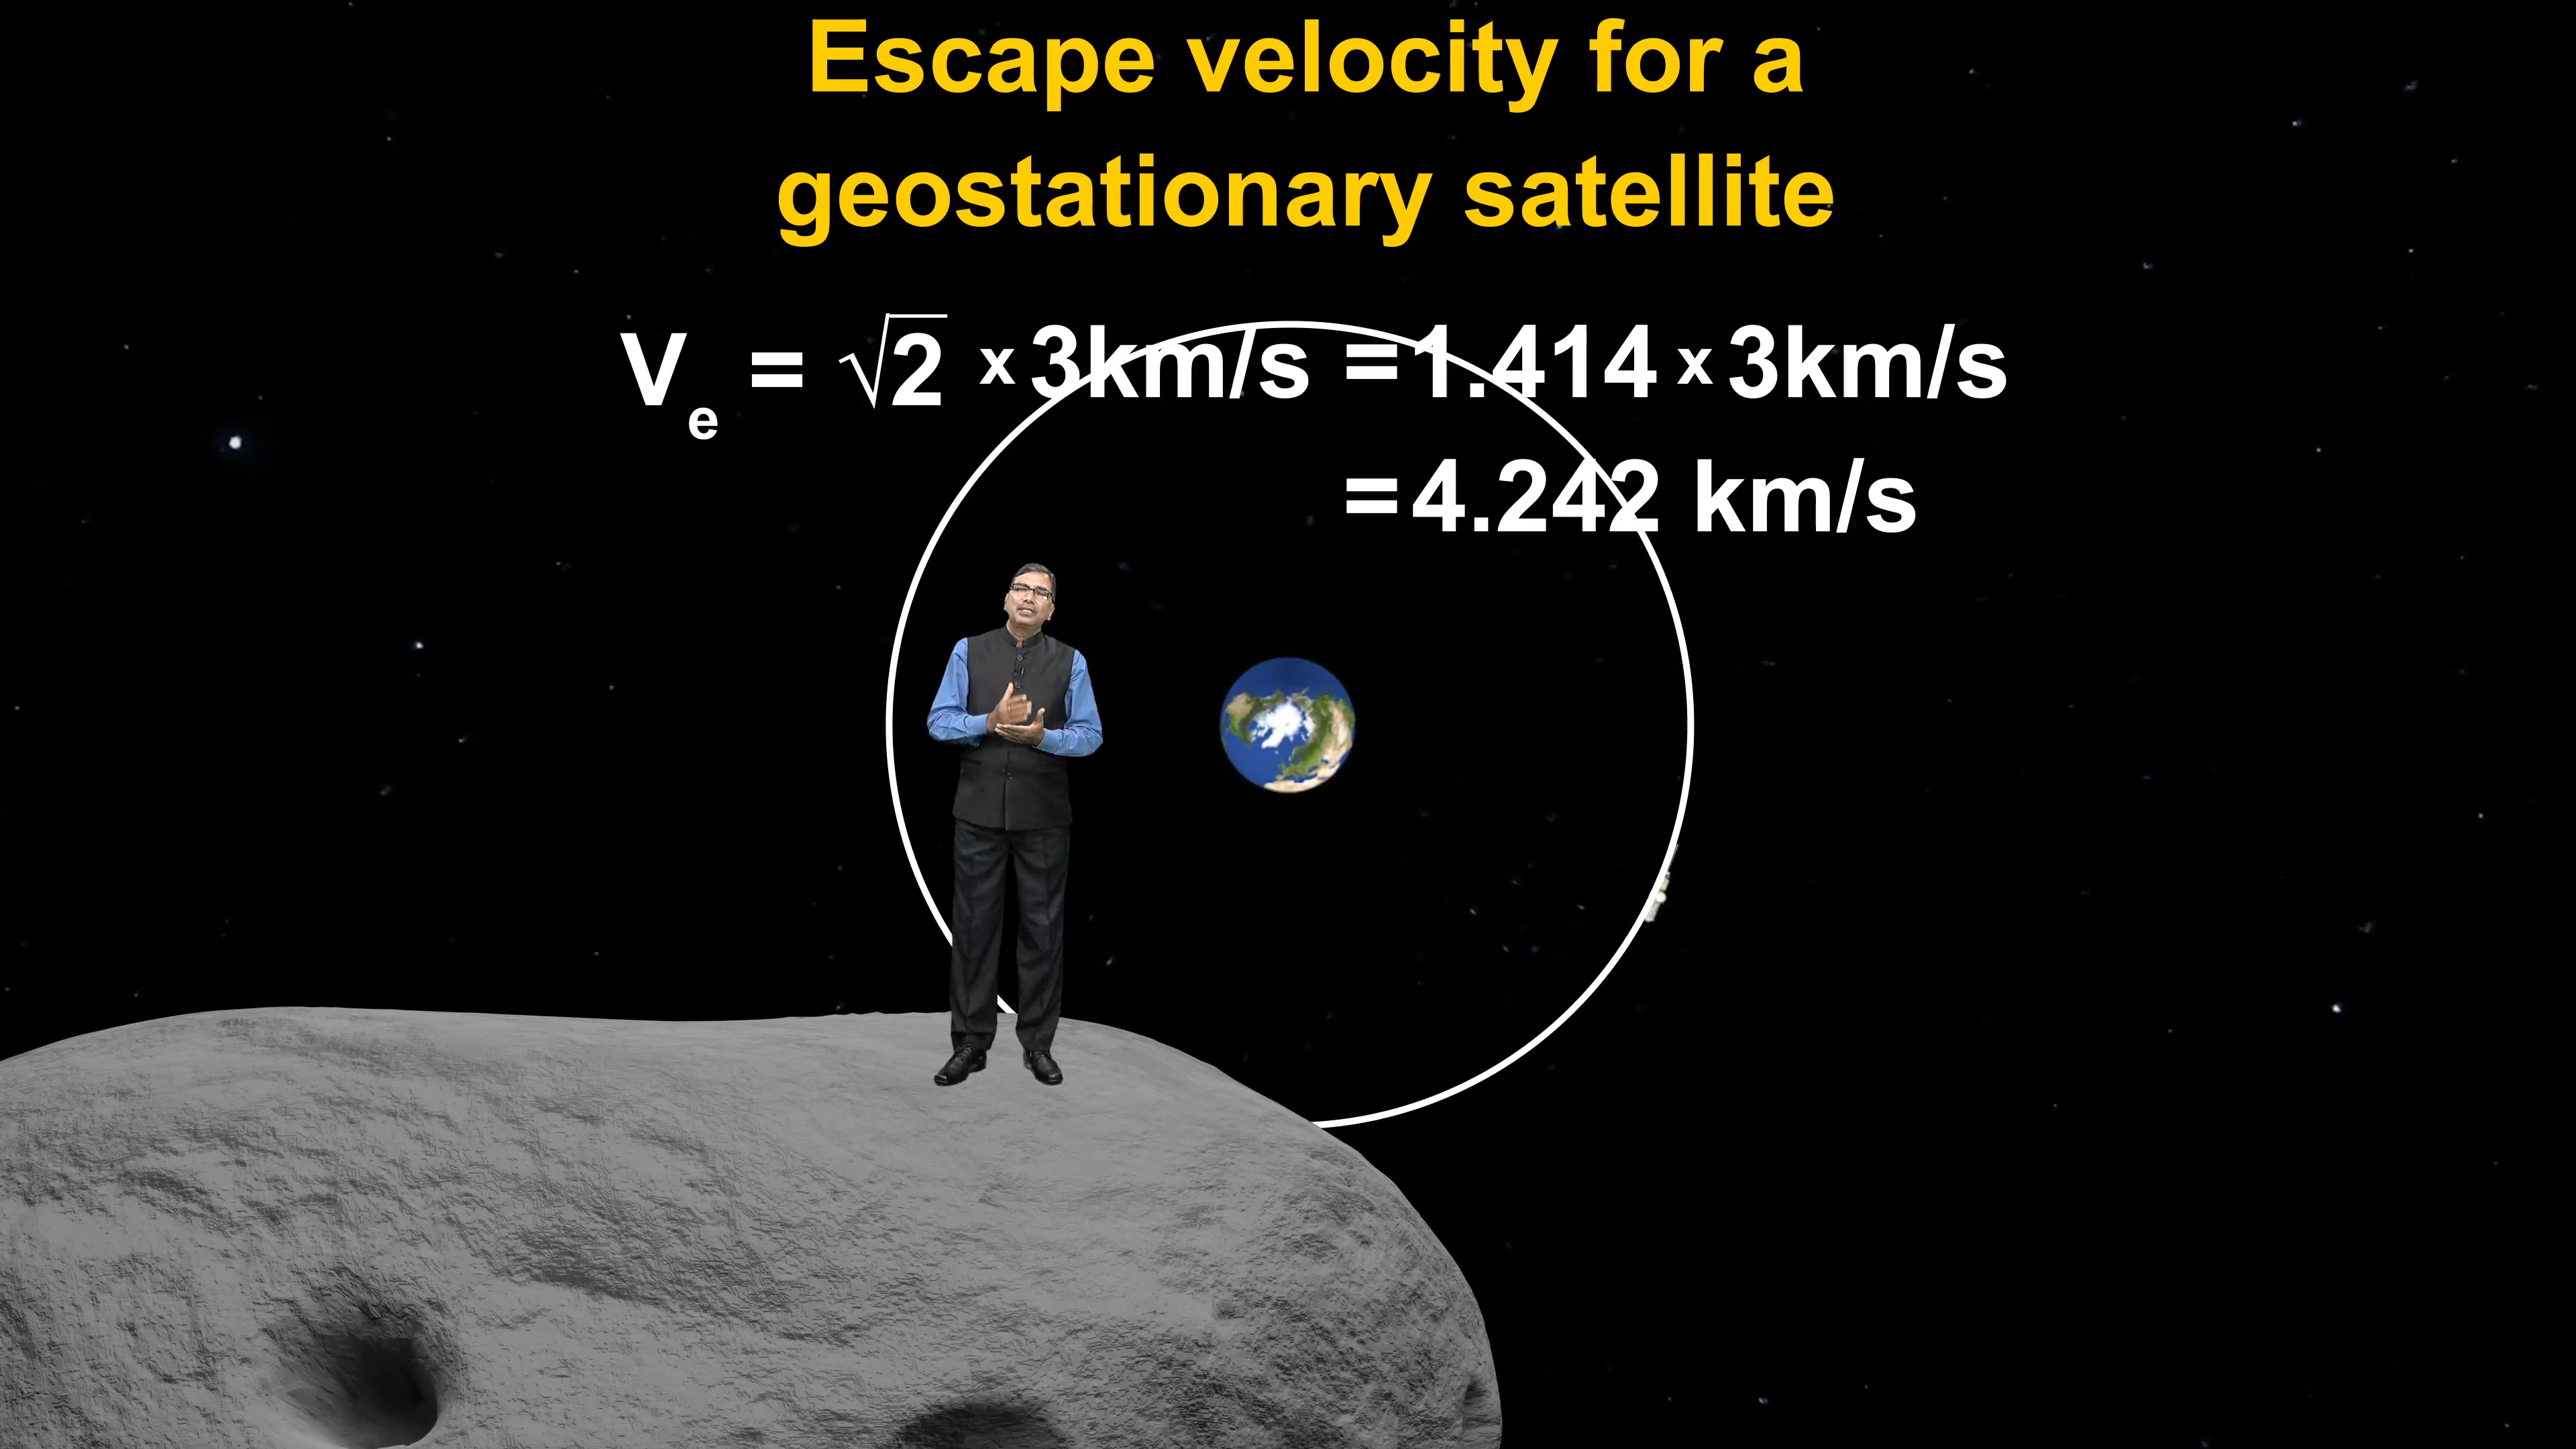 Escape velocity for a
geostationary satellite
Vₑ = √2 x 3km/s = 1.414 x 3km/s
= 4.242 km/s